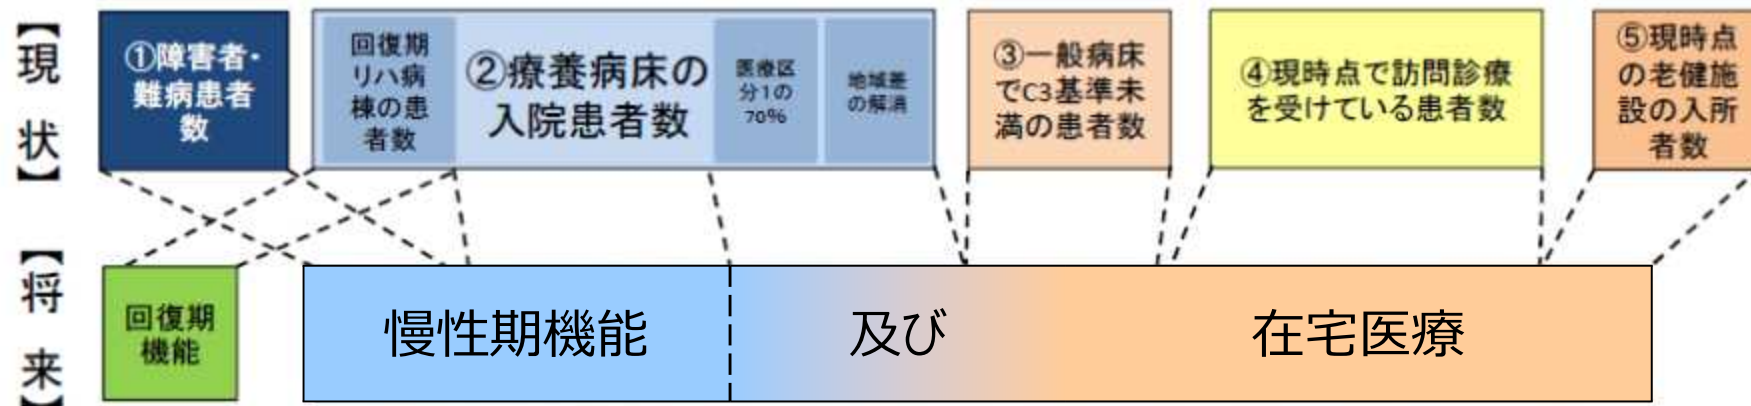 【現状】
①障害者・
難病患者
数
回復期
リハ病
棟の患
者数
②療養病床の
入院患者数
医療区
分1の
70%
地域差
の解消
③一般病床
でC3基準未
満の患者数
④現時点で訪問診療
を受けている患者数
⑤現時点
の老健施
設の入所
者数
【将来】
回復期
機能
慢性期機能
及び
在宅医療